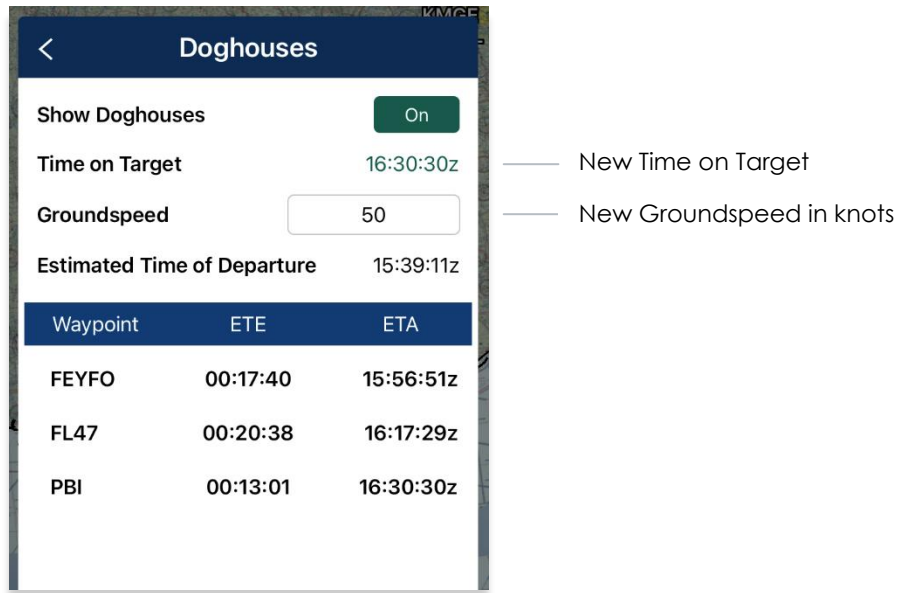 KMGE
< Doghouses
Show Doghouses On
Time on Target 16:30:30z New Time on Target
Groundspeed 50 New Groundspeed in knots
Estimated Time of Departure 15:39:11z
Waypoint ETE ETA
FEYFO 00:17:40 15:56:51z
FL47 00:20:38 16:17:29z
PBI 00:13:01 16:30:30z